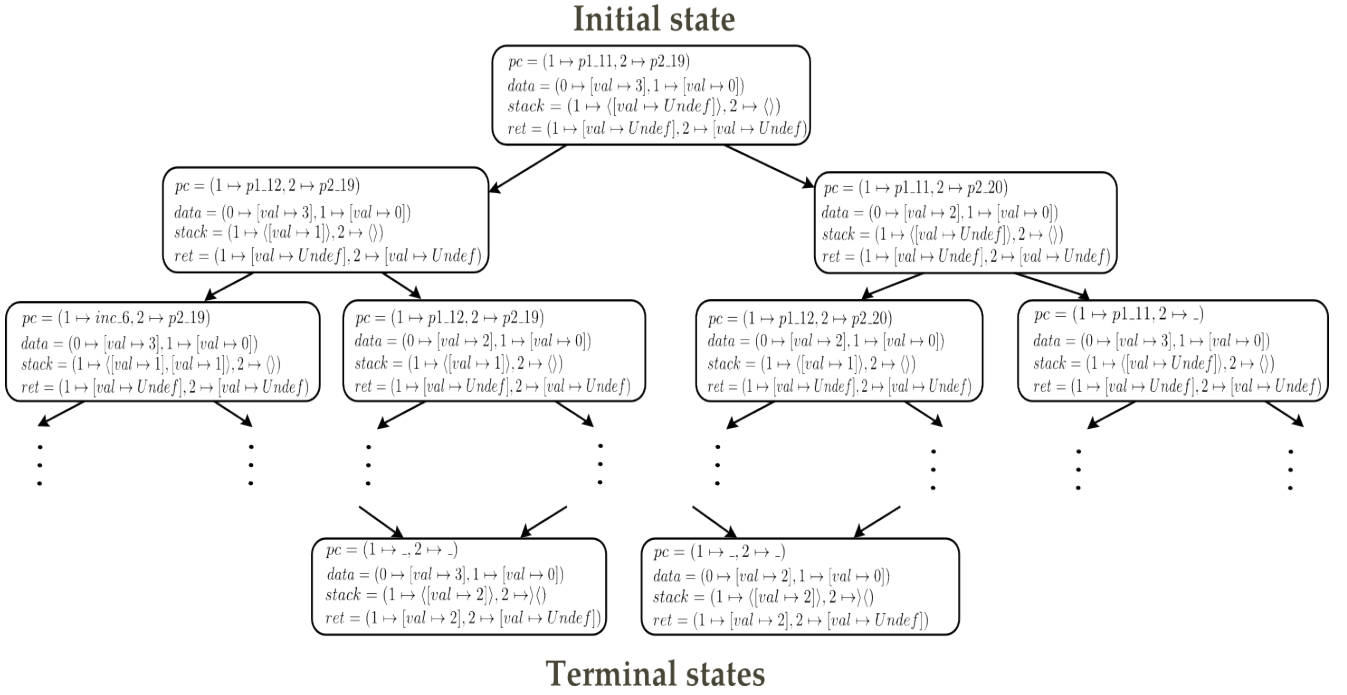 Initial state
pc = (1 ↦ p1_11, 2 ↦ p2_19)
data = (0 ↦ [val ↦ 3], 1 ↦ [val ↦ 0])
stack = (1 ↦ ⟨[val ↦ Undef]⟩, 2 ↦ ⟨⟩)
ret = (1 ↦ [val ↦ Undef], 2 ↦ [val ↦ Undef)
pc = (1 ↦ p1_12, 2 ↦ p2_19)
data = (0 ↦ [val ↦ 3], 1 ↦ [val ↦ 0])
stack = (1 ↦ ⟨[val ↦ 1]⟩, 2 ↦ ⟨⟩)
ret = (1 ↦ [val ↦ Undef], 2 ↦ [val ↦ Undef)
pc = (1 ↦ p1_11, 2 ↦ p2_20)
data = (0 ↦ [val ↦ 2], 1 ↦ [val ↦ 0])
stack = (1 ↦ ⟨[val ↦ Undef]⟩, 2 ↦ ⟨⟩)
ret = (1 ↦ [val ↦ Undef], 2 ↦ [val ↦ Undef)
pc = (1 ↦ inc_6, 2 ↦ p2_19)
data = (0 ↦ [val ↦ 3], 1 ↦ [val ↦ 0])
stack = (1 ↦ ⟨[val ↦ 1], [val ↦ 1]⟩, 2 ↦ ⟨⟩)
ret = (1 ↦ [val ↦ Undef], 2 ↦ [val ↦ Undef)
pc = (1 ↦ p1_12, 2 ↦ p2_19)
data = (0 ↦ [val ↦ 2], 1 ↦ [val ↦ 0])
stack = (1 ↦ ⟨[val ↦ 1]⟩, 2 ↦ ⟨⟩)
ret = (1 ↦ [val ↦ Undef], 2 ↦ [val ↦ Undef)
pc = (1 ↦ p1_12, 2 ↦ p2_20)
data = (0 ↦ [val ↦ 2], 1 ↦ [val ↦ 0])
stack = (1 ↦ ⟨[val ↦ 1]⟩, 2 ↦ ⟨⟩)
ret = (1 ↦ [val ↦ Undef], 2 ↦ [val ↦ Undef)
pc = (1 ↦ p1_11, 2 ↦ _)
data = (0 ↦ [val ↦ 3], 1 ↦ [val ↦ 0])
stack = (1 ↦ ⟨[val ↦ Undef]⟩, 2 ↦ ⟨⟩)
ret = (1 ↦ [val ↦ Undef], 2 ↦ [val ↦ Undef)
pc = (1 ↦ _, 2 ↦ _)
data = (0 ↦ [val ↦ 3], 1 ↦ [val ↦ 0])
stack = (1 ↦ ⟨[val ↦ 2]⟩, 2 ↦⟩⟨)
ret = (1 ↦ [val ↦ 2], 2 ↦ [val ↦ Undef])
pc = (1 ↦ _, 2 ↦ _)
data = (0 ↦ [val ↦ 2], 1 ↦ [val ↦ 0])
stack = (1 ↦ ⟨[val ↦ 2]⟩, 2 ↦⟩⟨)
ret = (1 ↦ [val ↦ 2], 2 ↦ [val ↦ Undef])
Terminal states